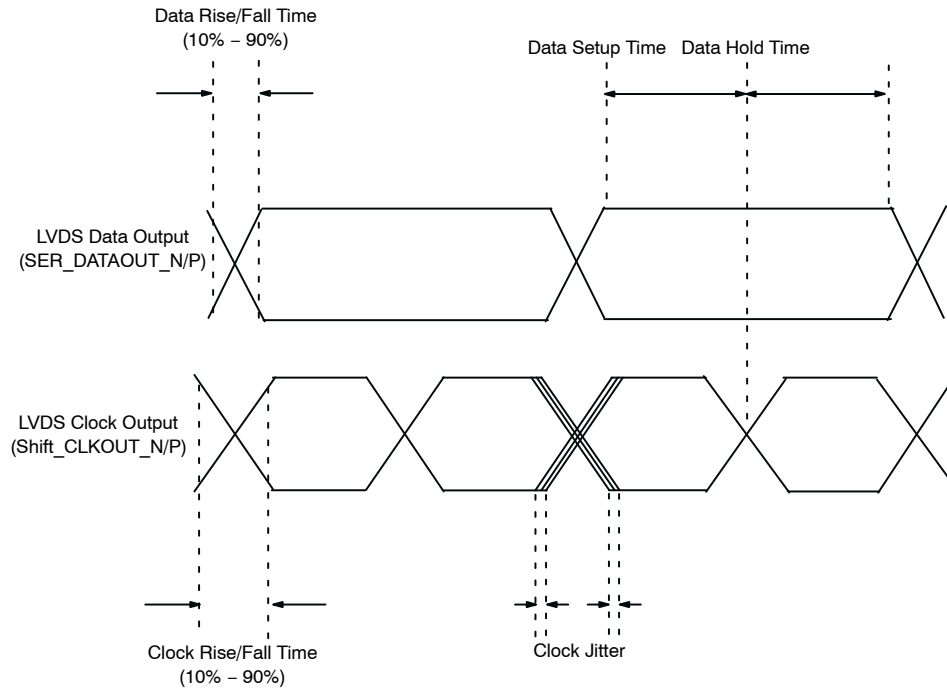 Data Rise/Fall Time
(10% – 90%)
Data Setup Time
Data Hold Time
LVDS Data Output
(SER_DATAOUT_N/P)
LVDS Clock Output
(Shift_CLKOUT_N/P)
Clock Rise/Fall Time
(10% – 90%)
Clock Jitter